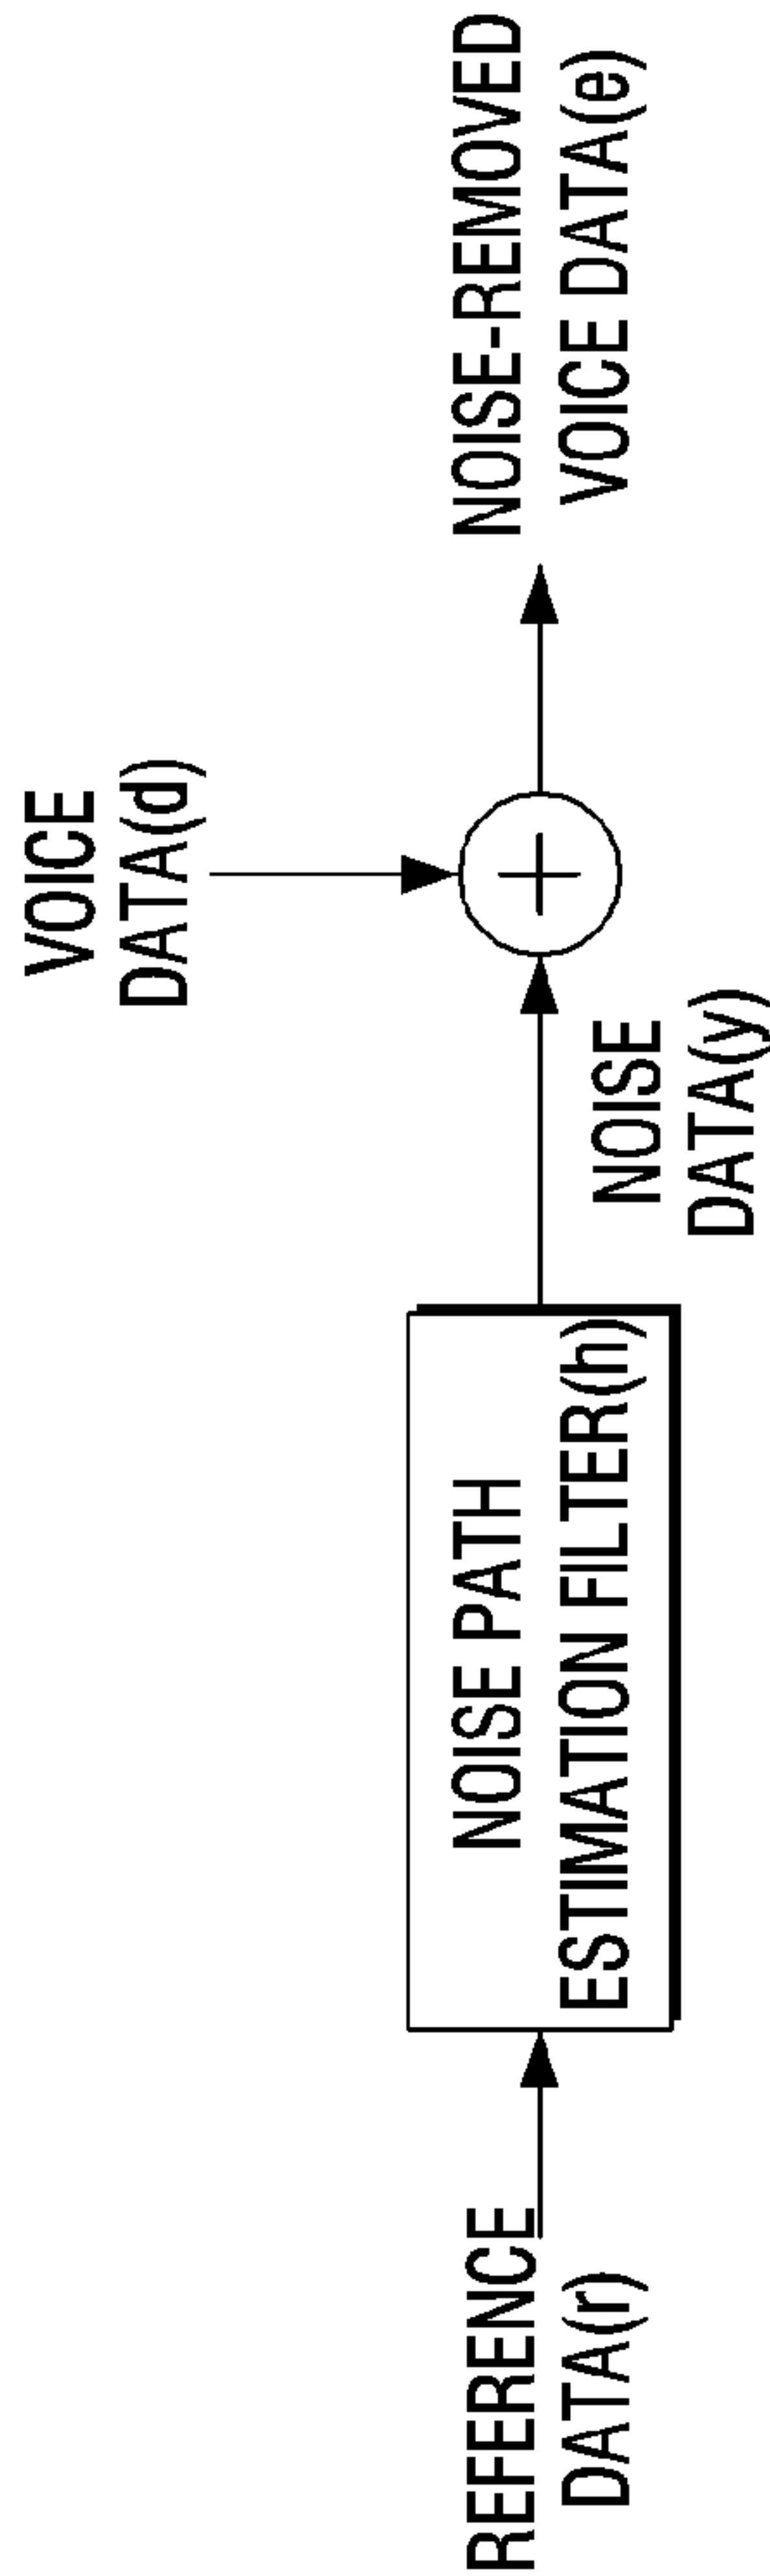 REFERENCE
DATA(r)
NOISE PATH
ESTIMATION FILTER(h)
NOISE
DATA(y)
VOICE
DATA(d)
+
NOISE-REMOVED
VOICE DATA(e)